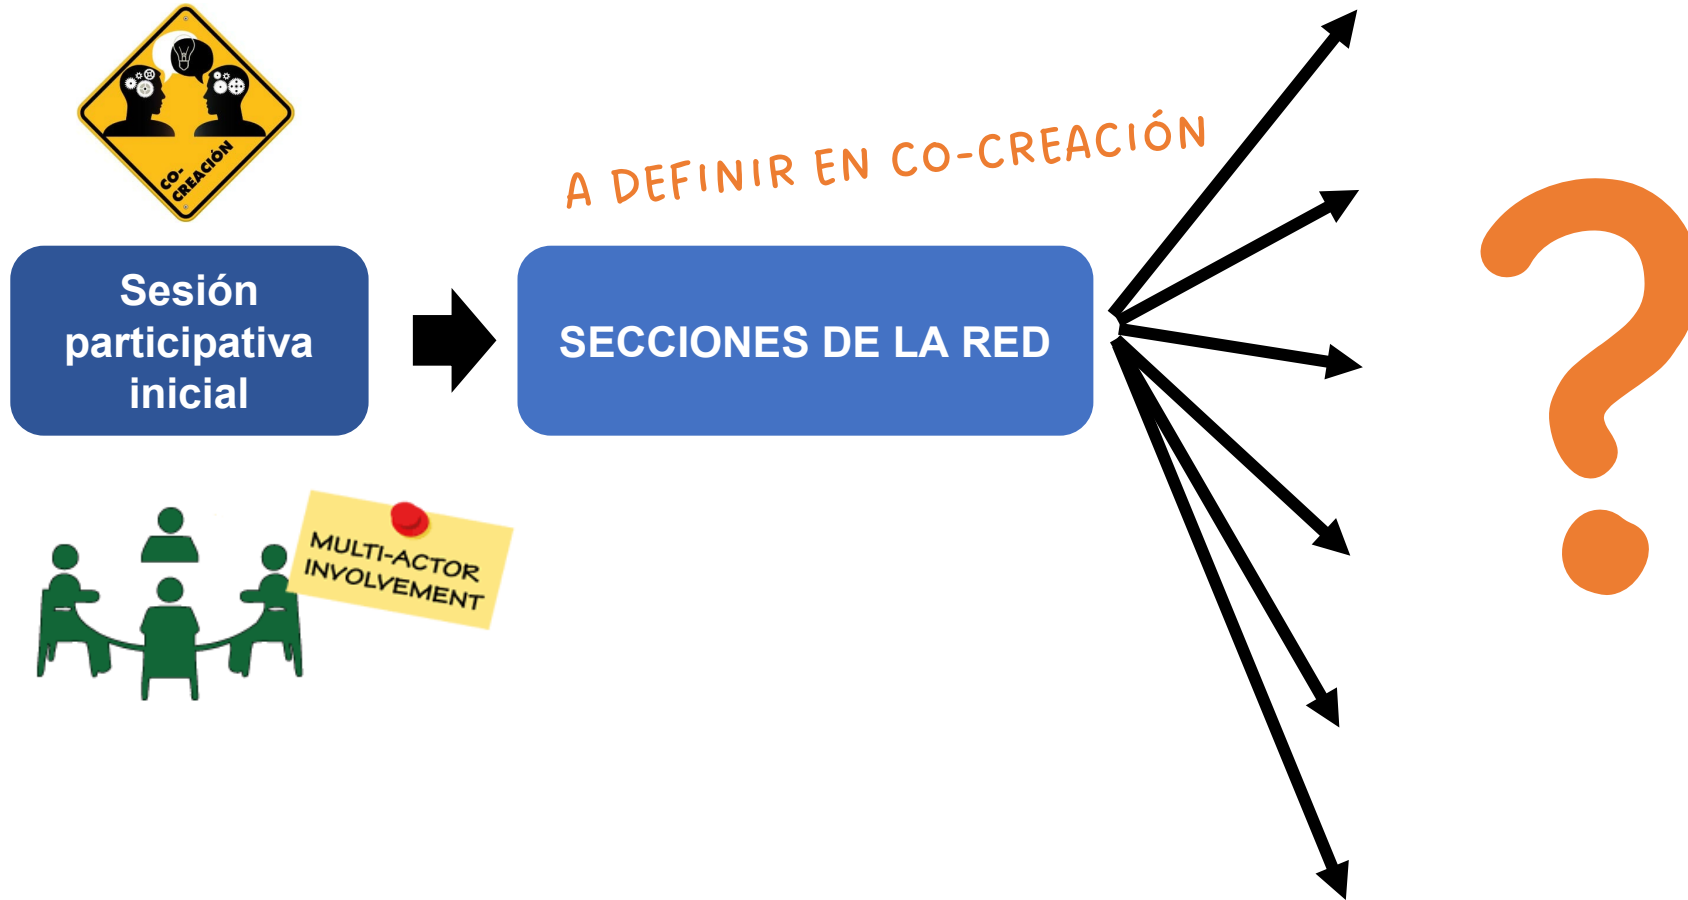 CO-
CREACIÓN
A DEFINIR EN CO-CREACIÓN
Sesión
participativa
inicial
SECCIONES DE LA RED
MULTI-ACTOR
INVOLVEMENT
?